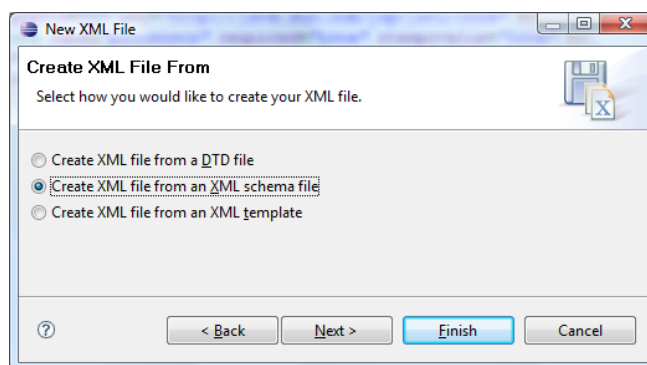 New XML File
Create XML File From
Select how you would like to create your XML file.
Create XML file from a DTD file
Create XML file from an XML schema file
Create XML file from an XML template
< Back Next > Finish Cancel